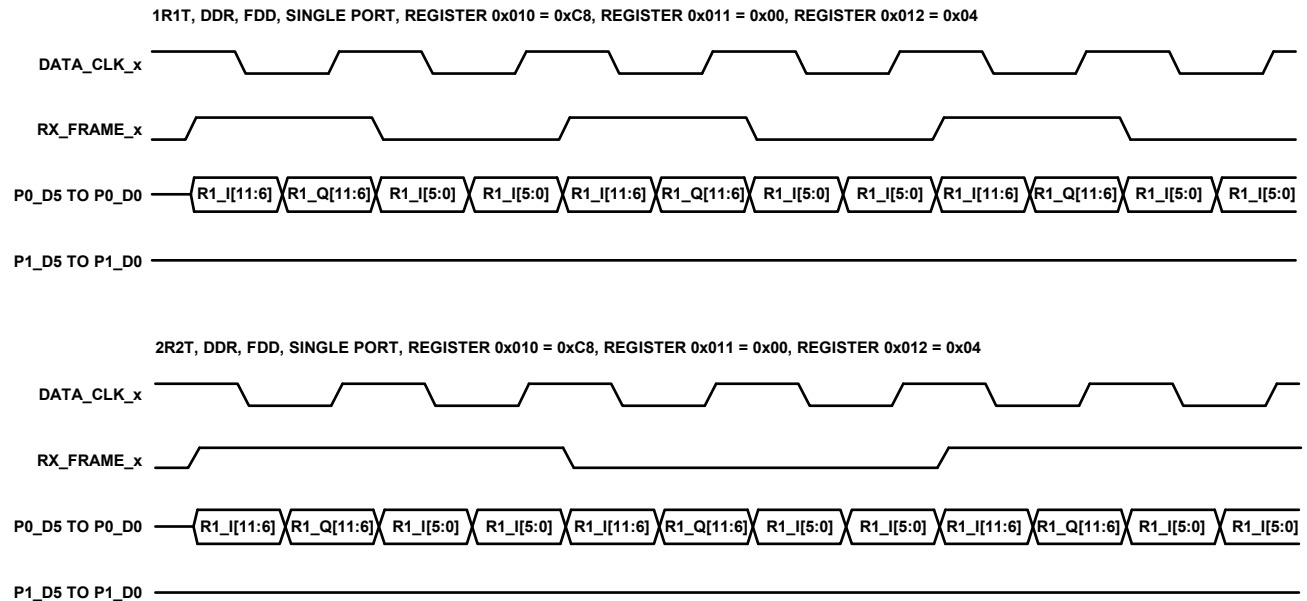 1R1T, DDR, FDD, SINGLE PORT, REGISTER 0x010 = 0xC8, REGISTER 0x011 = 0x00, REGISTER 0x012 = 0x04
DATA_CLK_x
RX_FRAME_x
P0_D5 TO P0_D0 R1_I[11:6] R1_Q[11:6] R1_I[5:0] R1_I[5:0] R1_I[11:6] R1_Q[11:6] R1_I[5:0] R1_I[5:0] R1_I[11:6] R1_Q[11:6] R1_I[5:0] R1_I[5:0]
P1_D5 TO P1_D0
2R2T, DDR, FDD, SINGLE PORT, REGISTER 0x010 = 0xC8, REGISTER 0x011 = 0x00, REGISTER 0x012 = 0x04
DATA_CLK_x
RX_FRAME_x
P0_D5 TO P0_D0 R1_I[11:6] R1_Q[11:6] R1_I[5:0] R1_I[5:0] R1_I[11:6] R1_Q[11:6] R1_I[5:0] R1_I[5:0] R1_I[11:6] R1_Q[11:6] R1_I[5:0] R1_I[5:0]
P1_D5 TO P1_D0